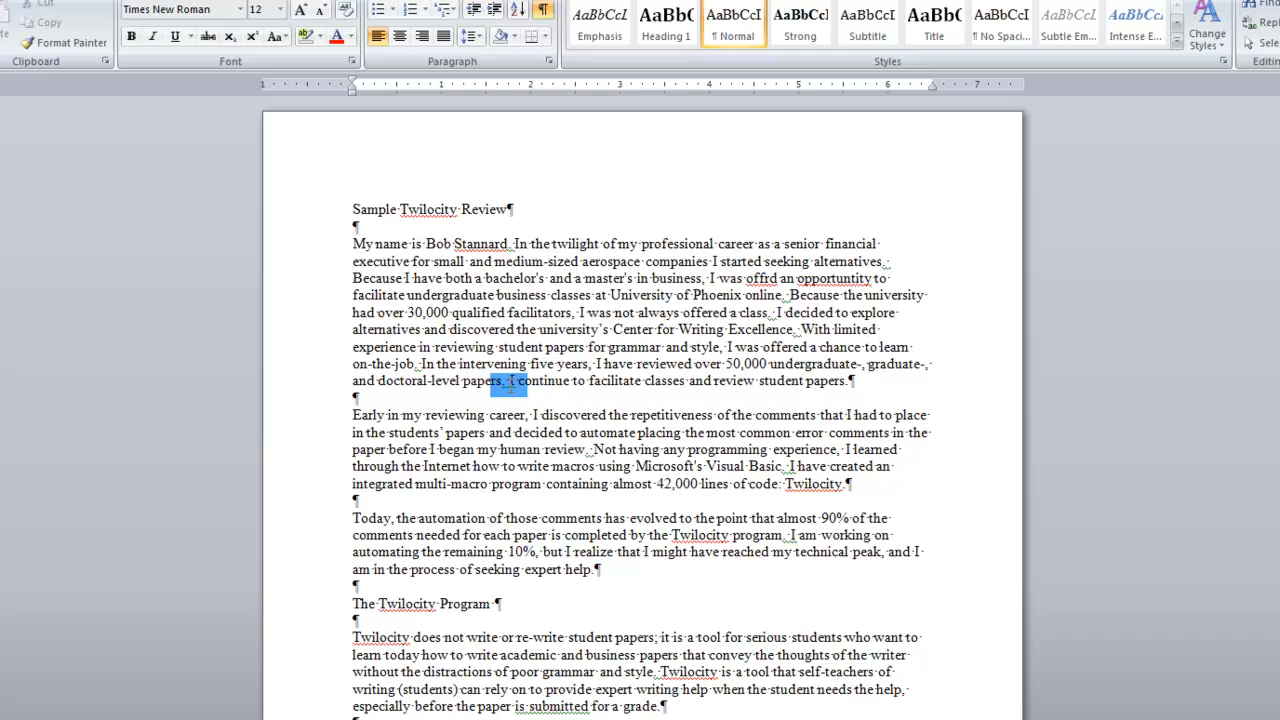 Cut
Copy
Format Painter
Clipboard
Times New Roman 12
B I U abc x₂ x² Aa
Font
Paragraph
AaBbCcI AaBbC AaBbCcI AaBbCcI AaBbCcI AaBbC AaBbCcI AaBbCcI AaBbCcI
Emphasis Heading 1 ¶ Normal Strong Subtitle Title ¶ No Spaci... Subtle Em... Intense E...
Change
Styles
Styles
Repl
Sele
Editin
1 1 2 3 4 5 6 7
Sample Twilocity Review¶
¶
My name is Bob Stannard. In the twilight of my professional career as a senior financial
executive for small and medium-sized aerospace companies I started seeking alternatives.
Because I have both a bachelor's and a master's in business, I was offrd an opportuntity to
facilitate undergraduate business classes at University of Phoenix online. Because the university
had over 30,000 qualified facilitators, I was not always offered a class. I decided to explore
alternatives and discovered the university's Center for Writing Excellence. With limited
experience in reviewing student papers for grammar and style, I was offered a chance to learn
on-the-job. In the intervening five years, I have reviewed over 50,000 undergraduate-, graduate-,
and doctoral-level papers. I continue to facilitate classes and review student papers.¶
¶
Early in my reviewing career, I discovered the repetitiveness of the comments that I had to place
in the students' papers and decided to automate placing the most common error comments in the
paper before I began my human review. Not having any programming experience, I learned
through the Internet how to write macros using Microsoft's Visual Basic. I have created an
integrated multi-macro program containing almost 42,000 lines of code: Twilocity.¶
¶
Today, the automation of those comments has evolved to the point that almost 90% of the
comments needed for each paper is completed by the Twilocity program. I am working on
automating the remaining 10%, but I realize that I might have reached my technical peak, and I
am in the process of seeking expert help.¶
¶
The Twilocity Program ¶
¶
Twilocity does not write or re-write student papers; it is a tool for serious students who want to
learn today how to write academic and business papers that convey the thoughts of the writer
without the distractions of poor grammar and style. Twilocity is a tool that self-teachers of
writing (students) can rely on to provide expert writing help when the student needs the help,
especially before the paper is submitted for a grade.¶